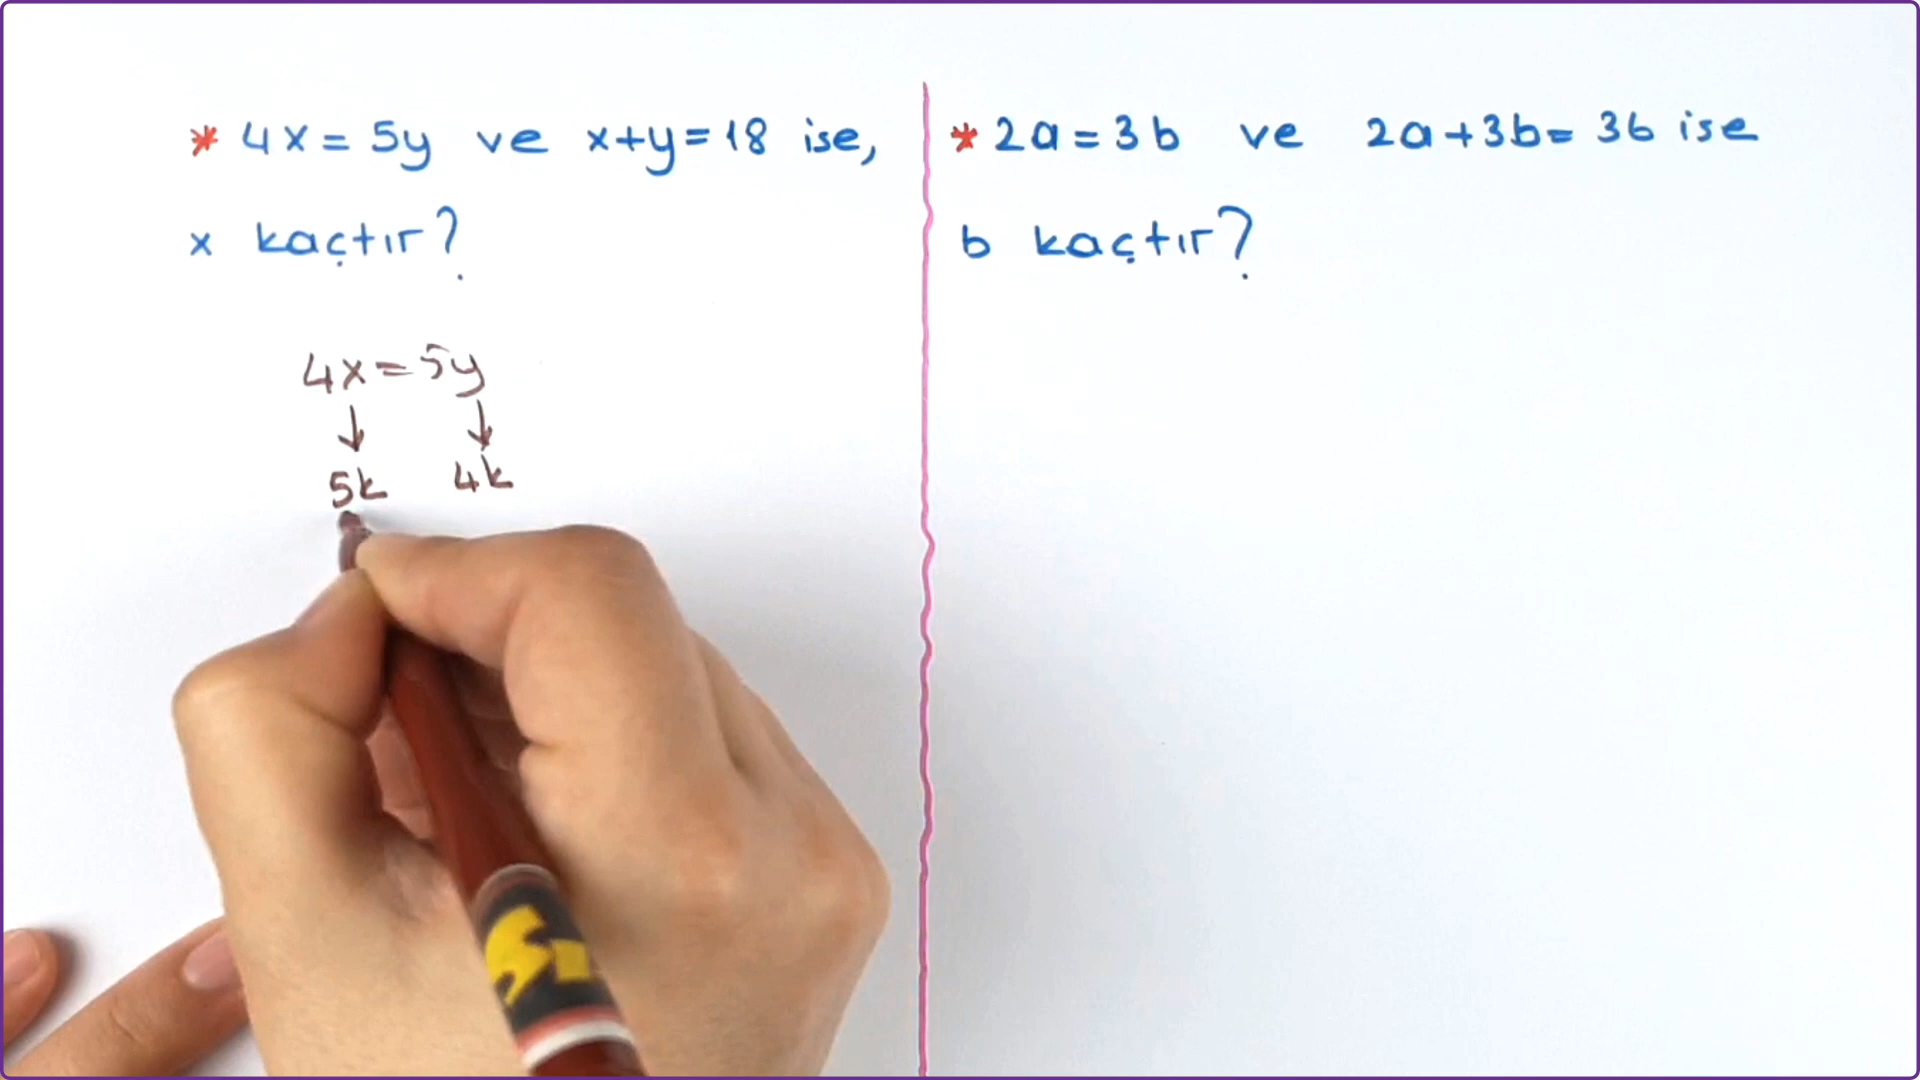 * 4x = 5y ve x+y=18 ise,
x kaçtır?
4x = 5y
↓ ↓
5k 4k
* 2a = 3b ve 2a+3b= 36 ise
b kaçtır?